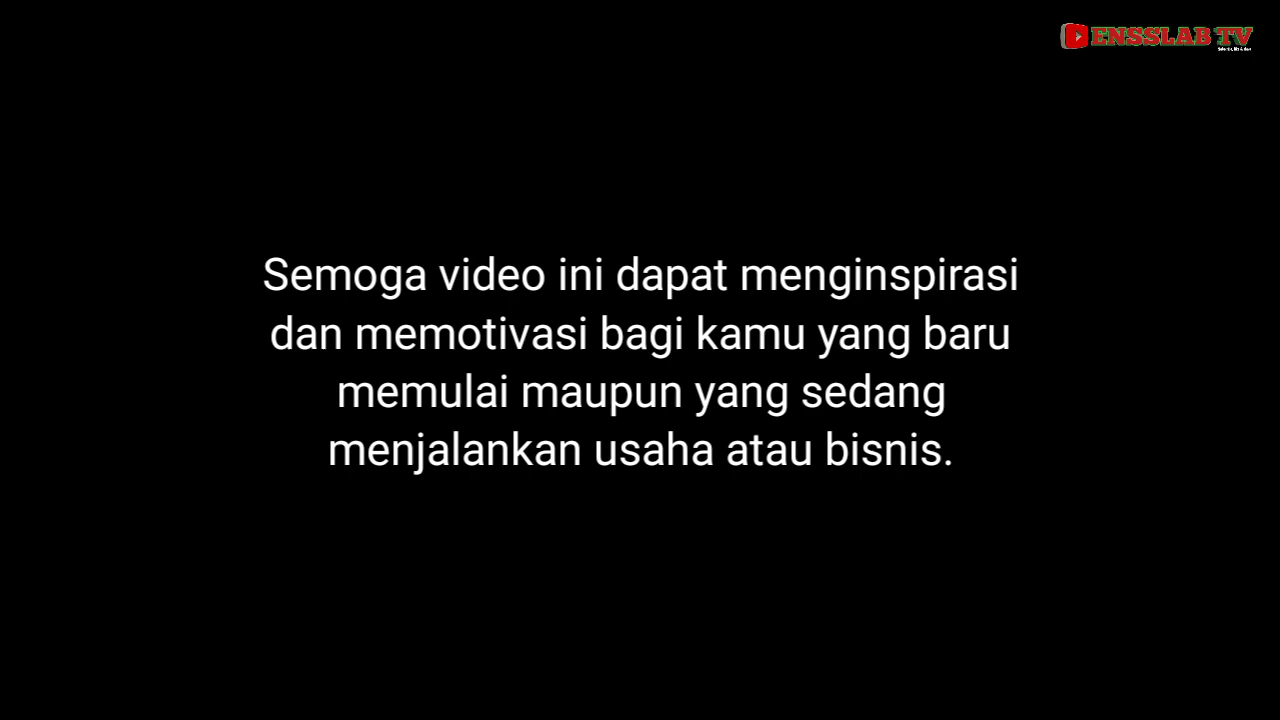 ENSSLAB TV
Semoga video ini dapat menginspirasi
dan memotivasi bagi kamu yang baru
memulai maupun yang sedang
menjalankan usaha atau bisnis.